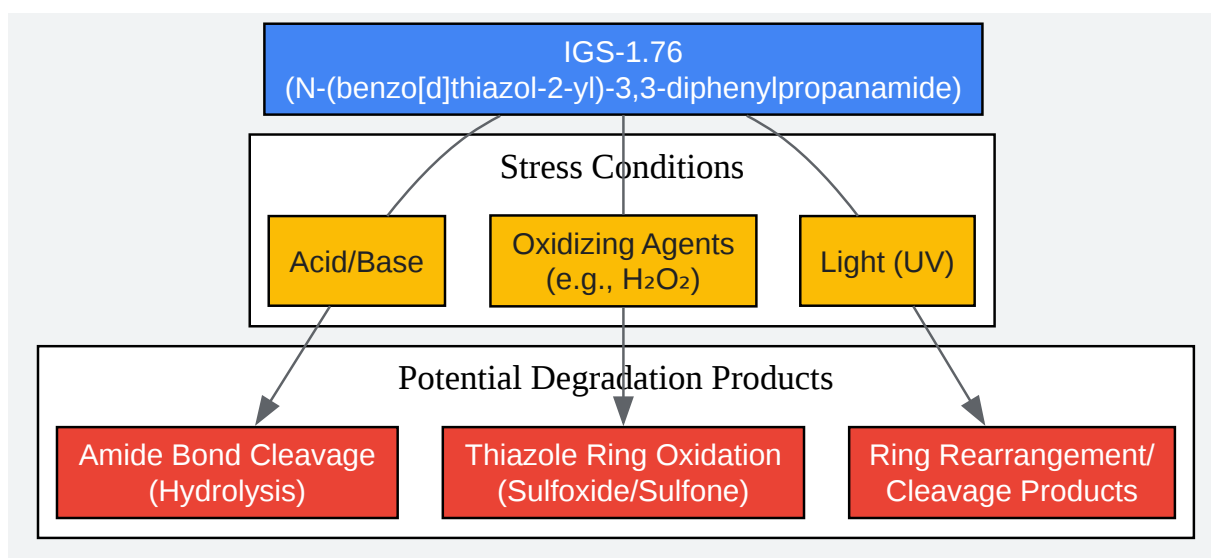 IGS-1.76
(N-(benzo[d]thiazol-2-yl)-3,3-diphenylpropanamide)
Stress Conditions
Acid/Base
Oxidizing Agents
(e.g., H₂O₂)
Light (UV)
Potential Degradation Products
Amide Bond Cleavage
(Hydrolysis)
Thiazole Ring Oxidation
(Sulfoxide/Sulfone)
Ring Rearrangement/
Cleavage Products